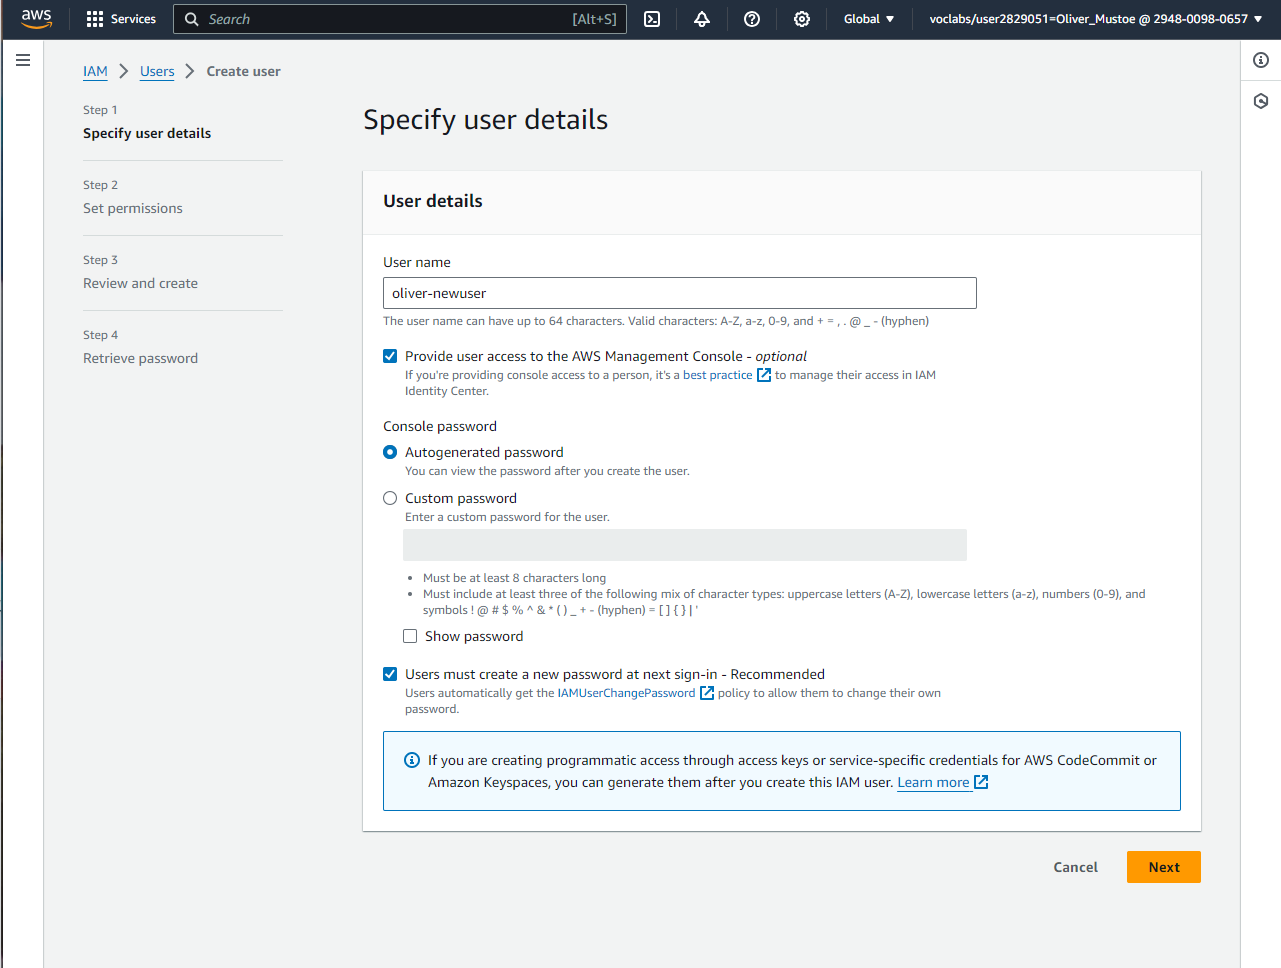 aws
Services
Search [Alt+S]
Global
voclabs/user2829051=Oliver_Mustoe @ 2948-0098-0657
IAM
Users
Create user
Step 1
Specify user details
Step 2
Set permissions
Step 3
Review and create
Step 4
Retrieve password
Specify user details
User details
User name
oliver-newuser
The user name can have up to 64 characters. Valid characters: A-Z, a-z, 0-9, and + = , . @ _ - (hyphen)
Provide user access to the AWS Management Console - optional
If you're providing console access to a person, it's a best practice to manage their access in IAM
Identity Center.
Console password
Autogenerated password
You can view the password after you create the user.
Custom password
Enter a custom password for the user.
• Must be at least 8 characters long
• Must include at least three of the following mix of character types: uppercase letters (A-Z), lowercase letters (a-z), numbers (0-9), and
symbols ! @ # $ % ^ & * ( ) _ + - (hyphen) = [ ] { } | '
Show password
Users must create a new password at next sign-in - Recommended
Users automatically get the IAMUserChangePassword policy to allow them to change their own
password.
If you are creating programmatic access through access keys or service-specific credentials for AWS CodeCommit or
Amazon Keyspaces, you can generate them after you create this IAM user. Learn more
Cancel
Next